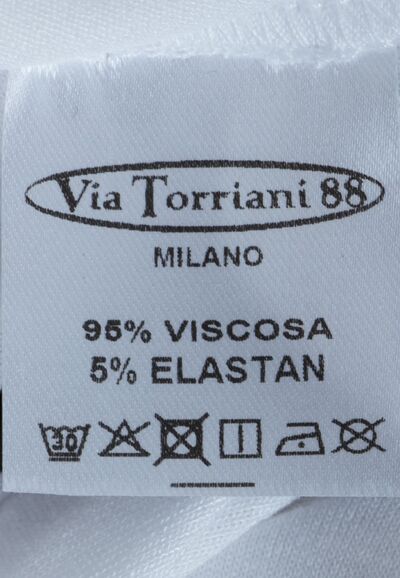 Via Torriani 88
MILANO
95% VISCOSA
5% ELASTAN
30